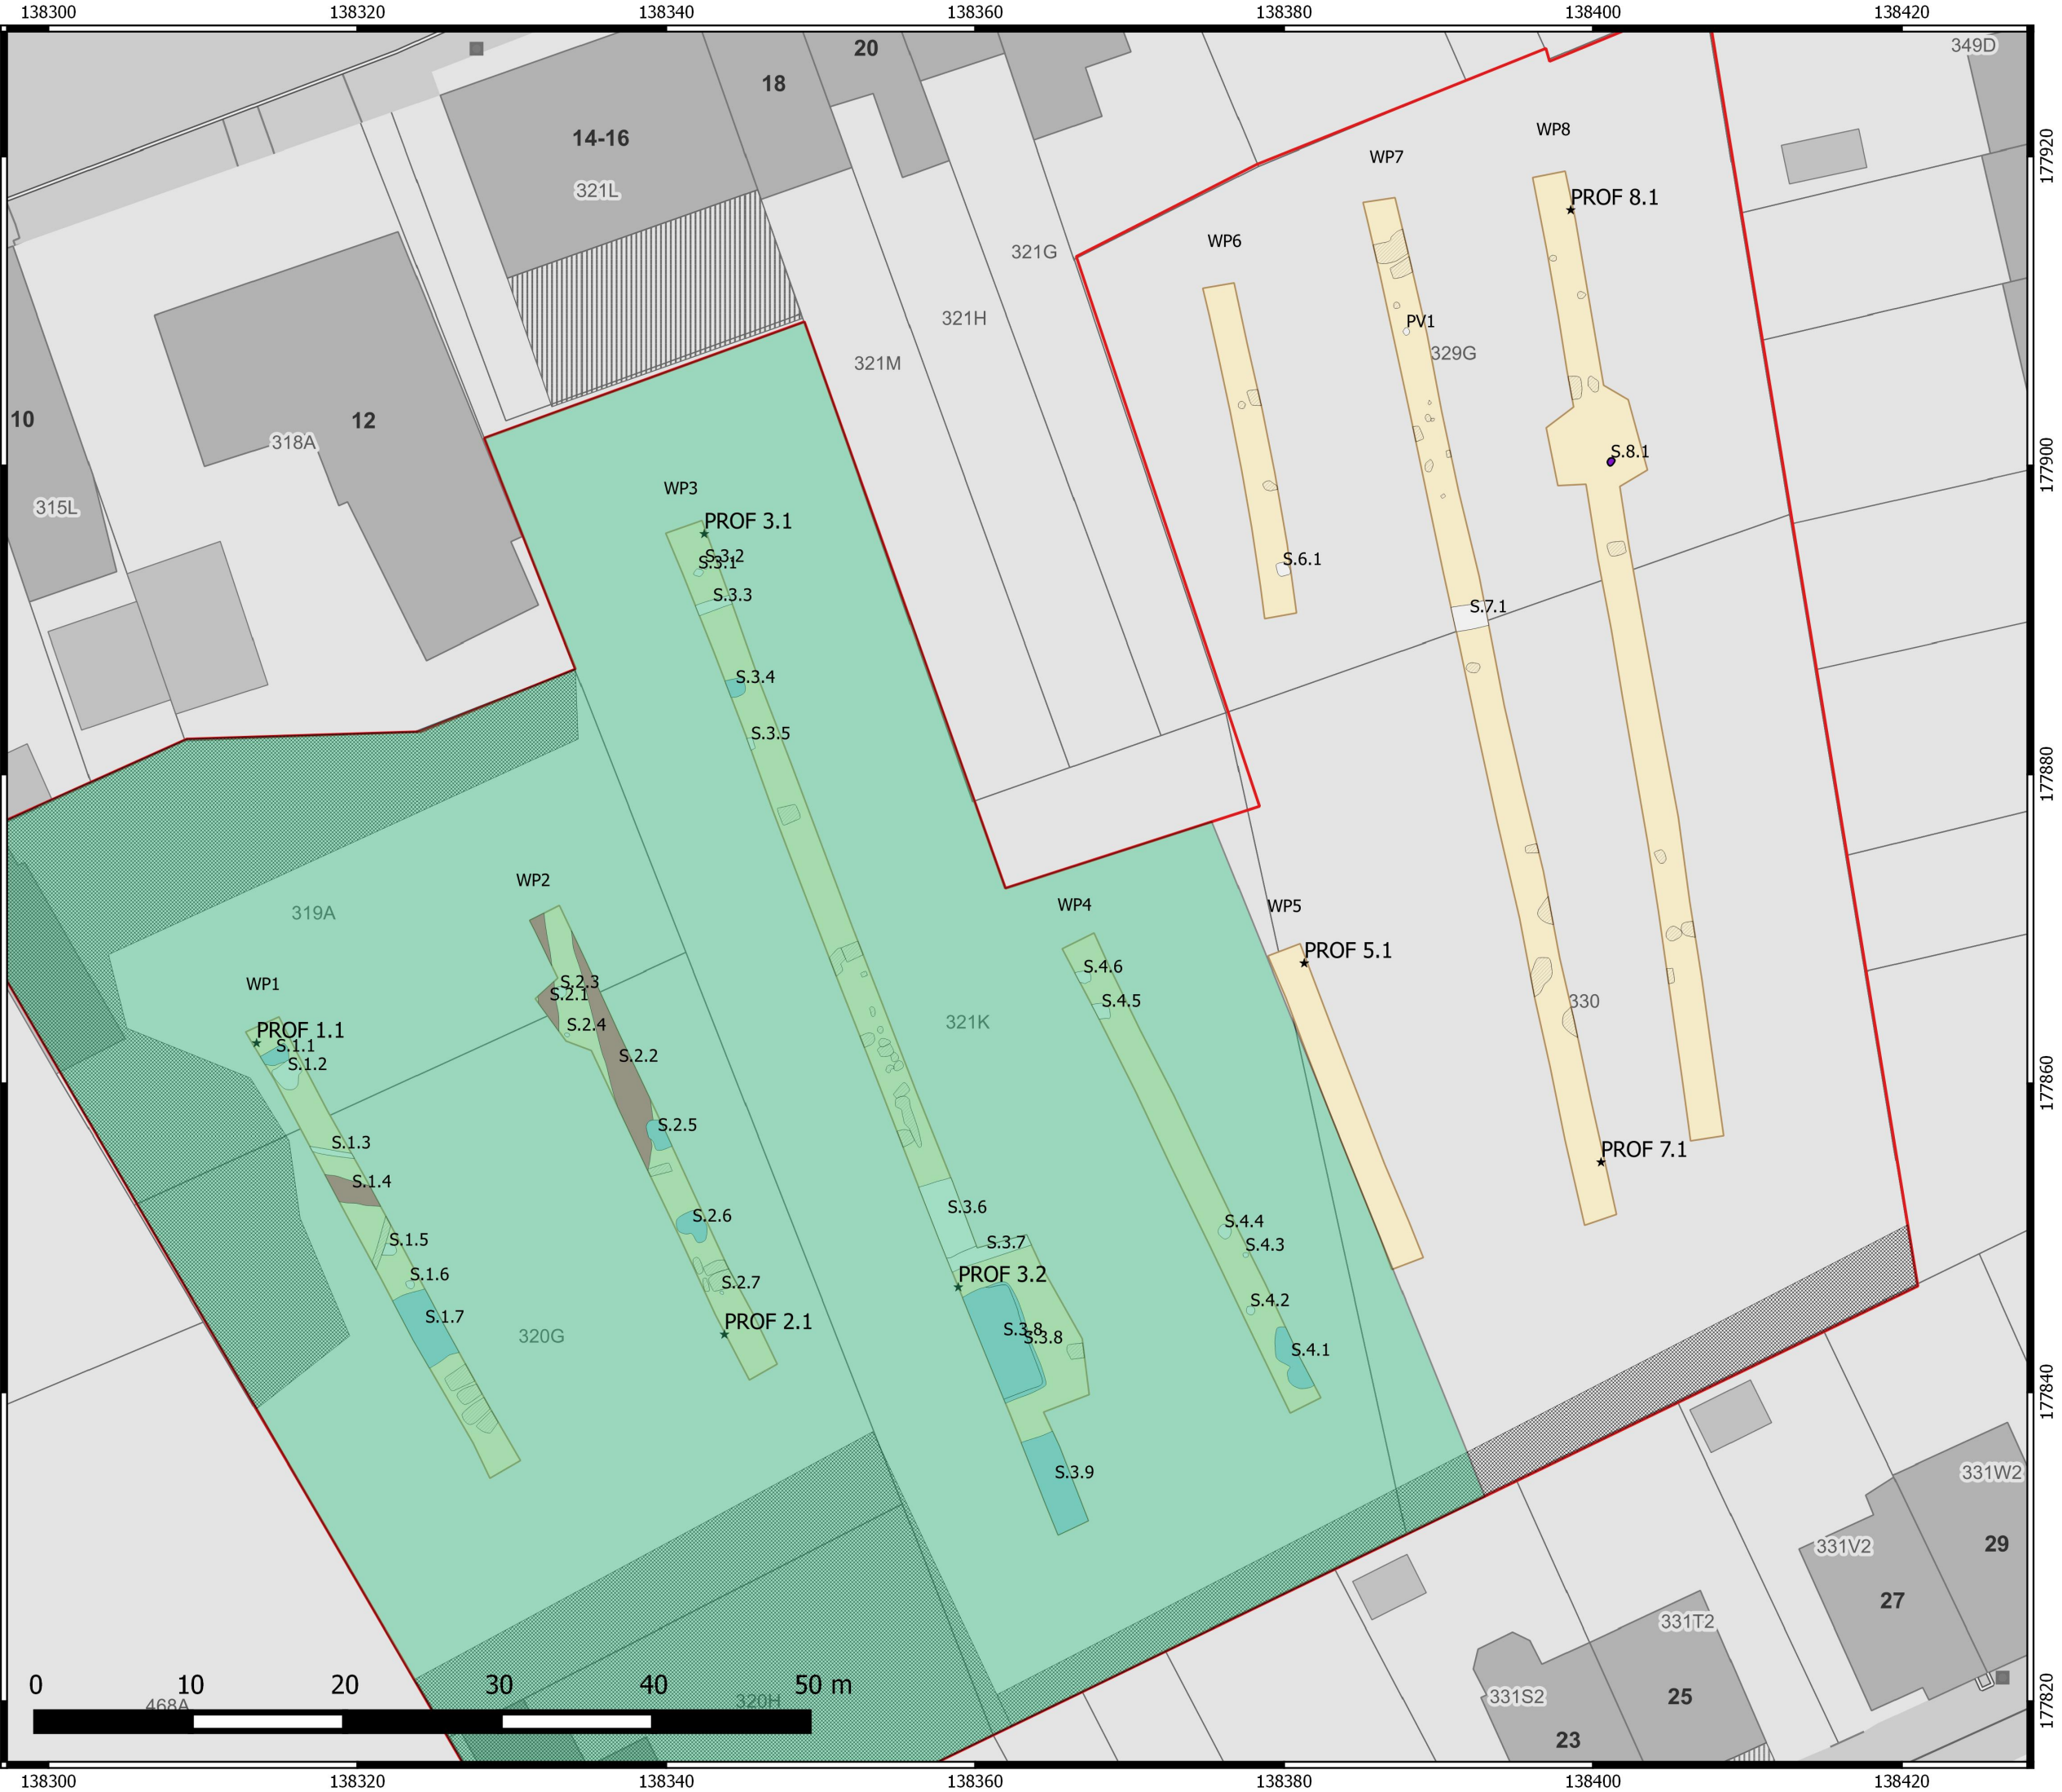 138300 138320 138340 138360 138380 138400 138420
349D
20
18
14-16
321L
177920
WP8
WP7
PROF 8.1
WP6
321G
321H
PV1
329G
321M
10
12
318A
S.8.1
177900
WP3
315L
PROF 3.1
S.3.2
S.3.1
S.6.1
S.3.3
S.7.1
S.3.4
S.3.5
177880
WP2
WP4
WP5
319A
PROF 5.1
S.4.6
WP1
S.2.3
S.2.1
S.4.5
330
321K
S.2.4
PROF 1.1
S.1.1
S.2.2
S.1.2
177860
S.2.5
S.1.3
PROF 7.1
S.1.4
S.3.6
S.2.6
S.4.4
S.1.5
S.3.7
S.4.3
S.1.6
PROF 3.2
S.2.7
S.4.2
S.1.7
PROF 2.1
S.3.8
S.3.8
320G
S.4.1
177840
S.3.9
331W2
331V2
29
27
331T2
0 10 20 30 40 50 m
468A
320H
331S2
25
177820
23
138300 138320 138340 138360 138380 138400 138420